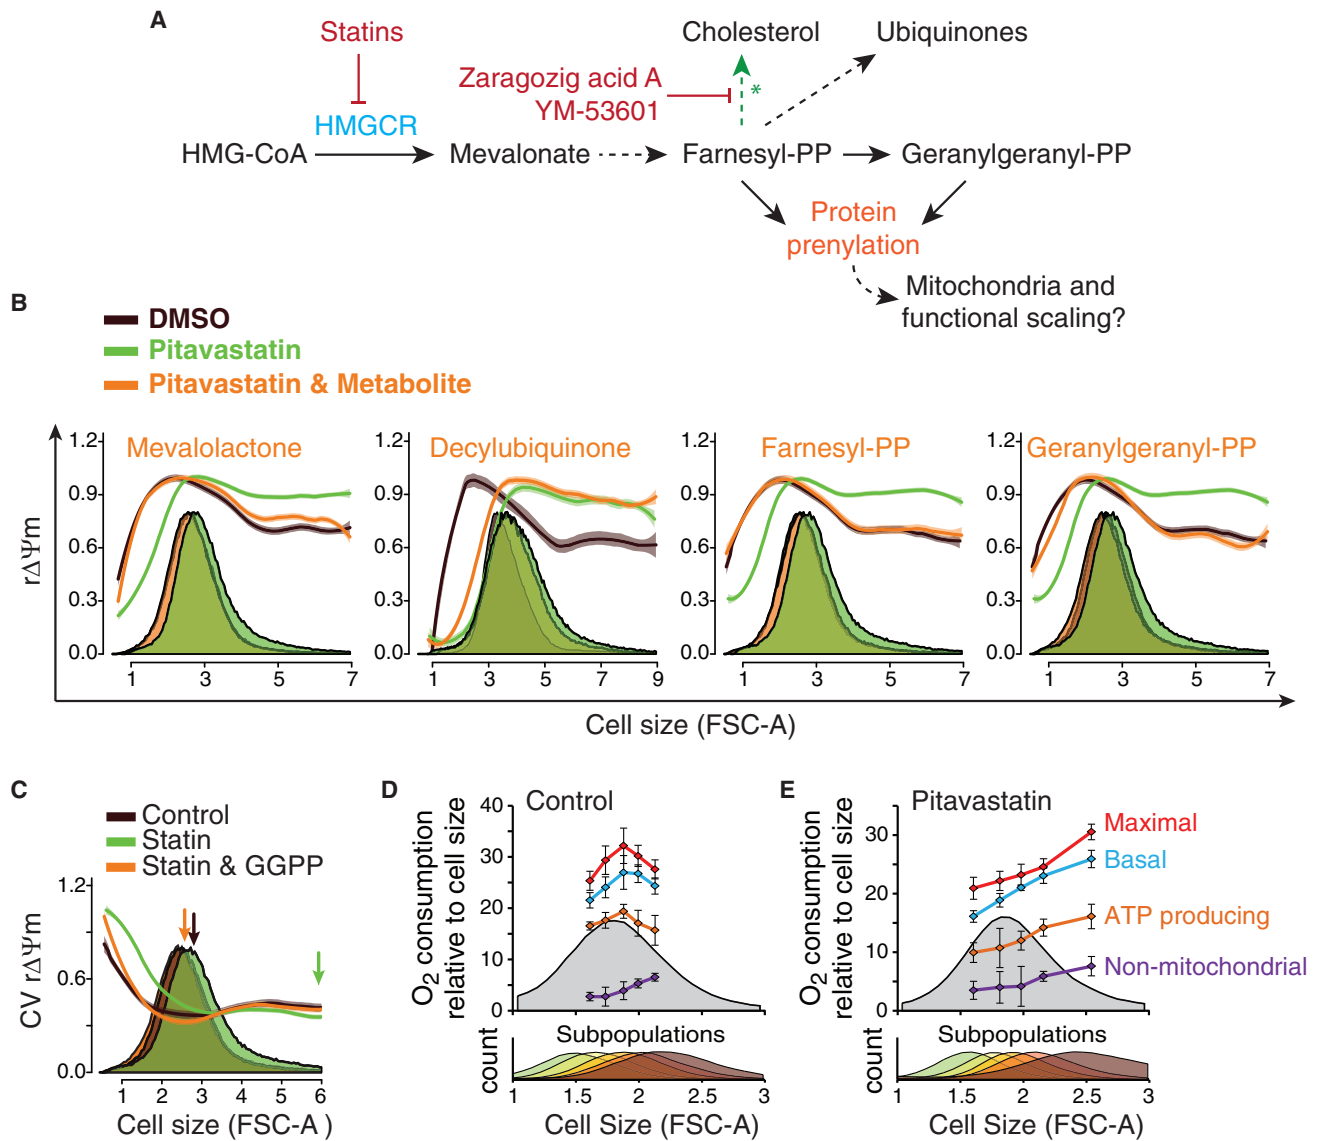 A
Statins
Cholesterol
Ubiquinones
Zaragozig acid A
YM-53601
*
HMGCR
HMG-CoA
Mevalonate
Farnesyl-PP
Geranylgeranyl-PP
Protein
prenylation
Mitochondria and
functional scaling?
B
DMSO
Pitavastatin
Pitavastatin & Metabolite
rΔΨm
Mevalolactone
1.2
0.9
0.6
0.3
0.0
1 3 5 7
Decylubiquinone
1.2
0.9
0.6
0.3
0.0
1 3 5 7 9
Farnesyl-PP
1.2
0.9
0.6
0.3
0.0
1 3 5 7
Geranylgeranyl-PP
1.2
0.9
0.6
0.3
0.0
1 3 5 7
Cell size (FSC-A)
C
Control
Statin
Statin & GGPP
CV rΔΨm
1.2
0.6
0.0
1 2 3 4 5 6
Cell size (FSC-A )
D
Control
O2 consumption
relative to cell size
40
30
20
10
0
Subpopulations
count
1 1.5 2 2.5 3
Cell Size (FSC-A)
E
Pitavastatin
O2 consumption
relative to cell size
30
20
10
0
Maximal
Basal
ATP producing
Non-mitochondrial
Subpopulations
count
1 1.5 2 2.5 3
Cell Size (FSC-A)